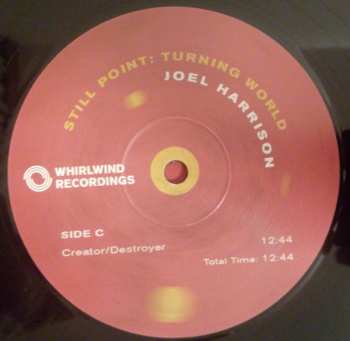 STILL POINT: TURNING WORLD
JOEL HARRISON
WHIRLWIND
RECORDINGS
SIDE C
Creator/Destroyer 12:44
Total Time: 12:44